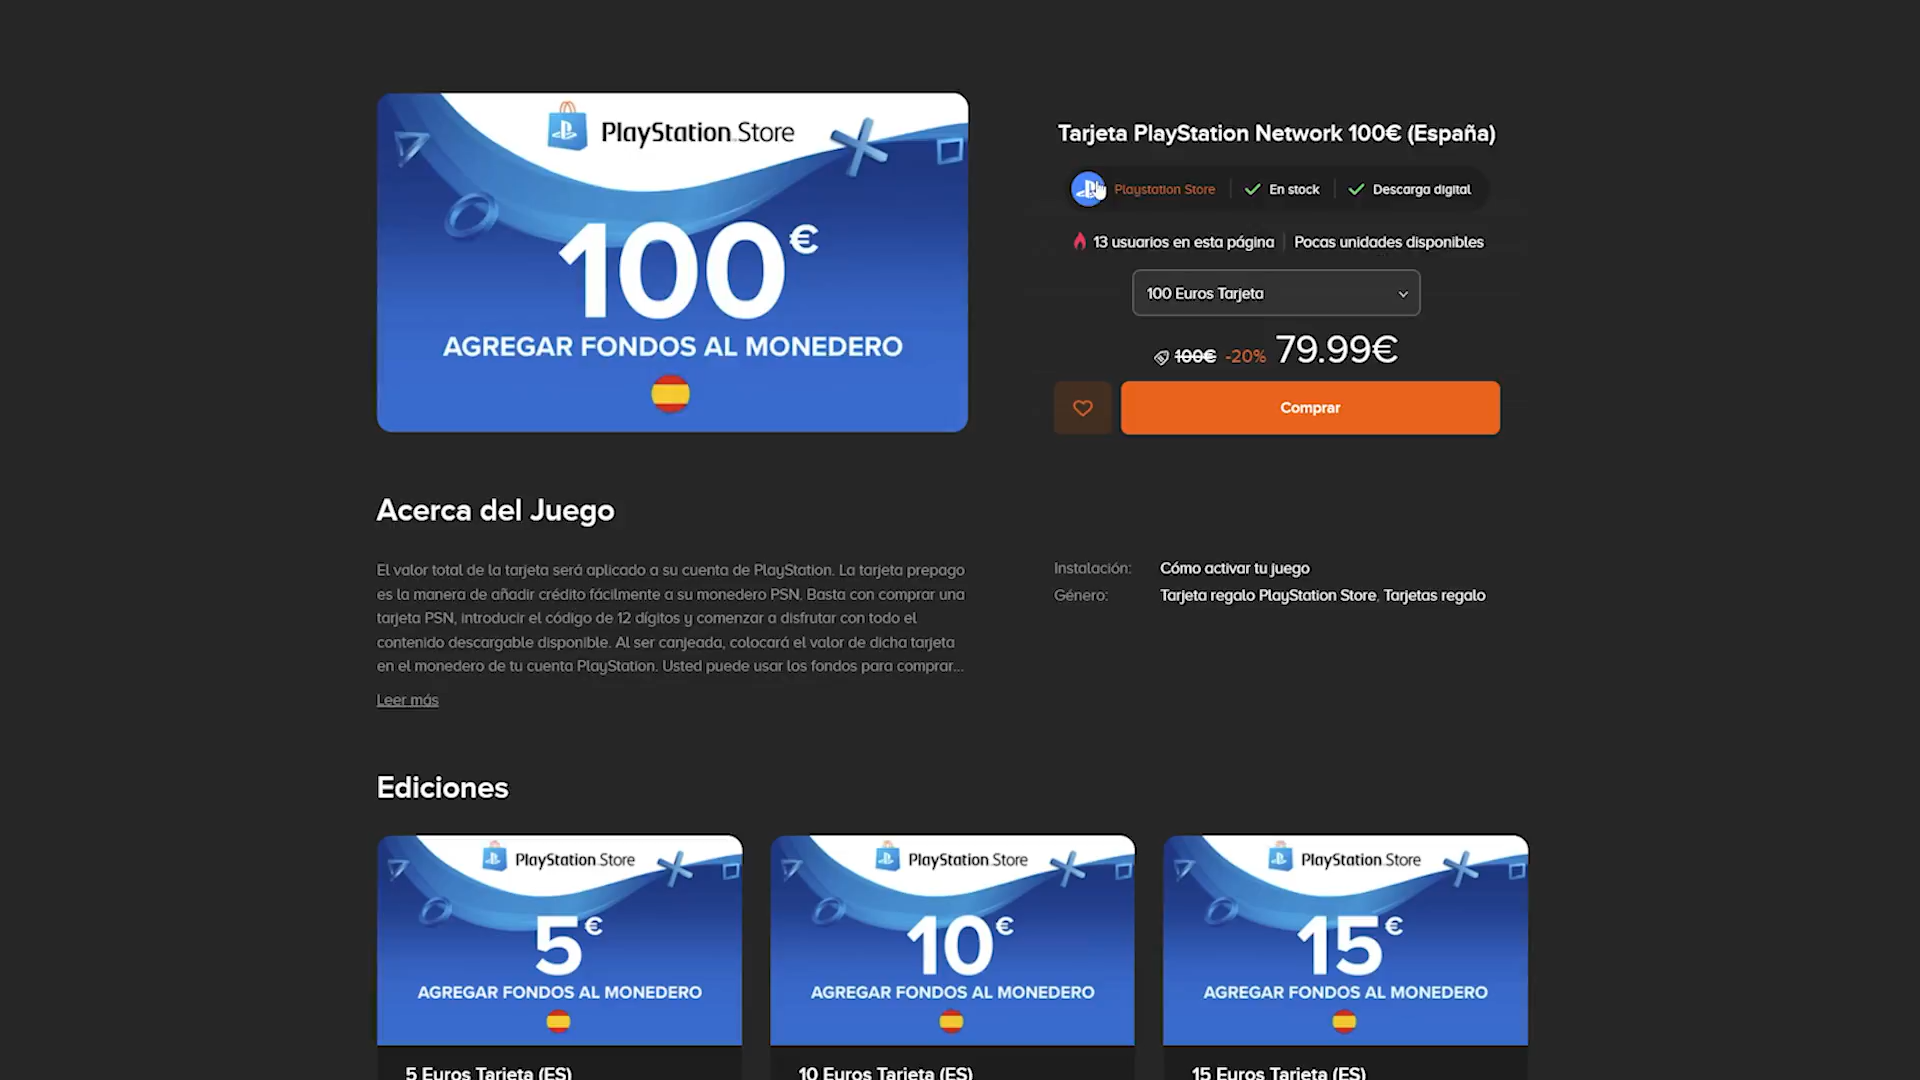 PlayStation Store
100€
AGREGAR FONDOS AL MONEDERO
Tarjeta PlayStation Network 100€ (España)
Playstation Store
En stock
Descarga digital
13 usuarios en esta página
Pocas unidades disponibles
100 Euros Tarjeta
100€ -20% 79.99€
Comprar
Acerca del Juego
El valor total de la tarjeta será aplicado a su cuenta de PlayStation. La tarjeta prepago
es la manera de añadir crédito fácilmente a su monedero PSN. Basta con comprar una
tarjeta PSN, introducir el código de 12 dígitos y comenzar a disfrutar con todo el
contenido descargable disponible. Al ser canjeada, colocará el valor de dicha tarjeta
en el monedero de tu cuenta PlayStation. Usted puede usar los fondos para comprar...
Leer más
Instalación: Cómo activar tu juego
Género: Tarjeta regalo PlayStation Store, Tarjetas regalo
Ediciones
PlayStation Store
5€
AGREGAR FONDOS AL MONEDERO
5 Euros Tarjeta (ES)
PlayStation Store
10€
AGREGAR FONDOS AL MONEDERO
10 Euros Tarjeta (ES)
PlayStation Store
15€
AGREGAR FONDOS AL MONEDERO
15 Euros Tarjeta (ES)